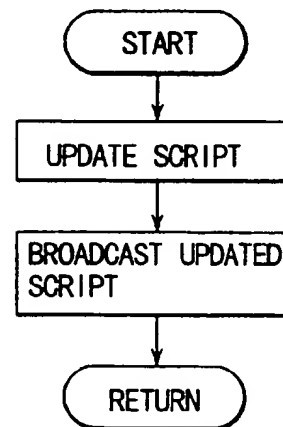 START
UPDATE SCRIPT
BROADCAST UPDATED
SCRIPT
RETURN